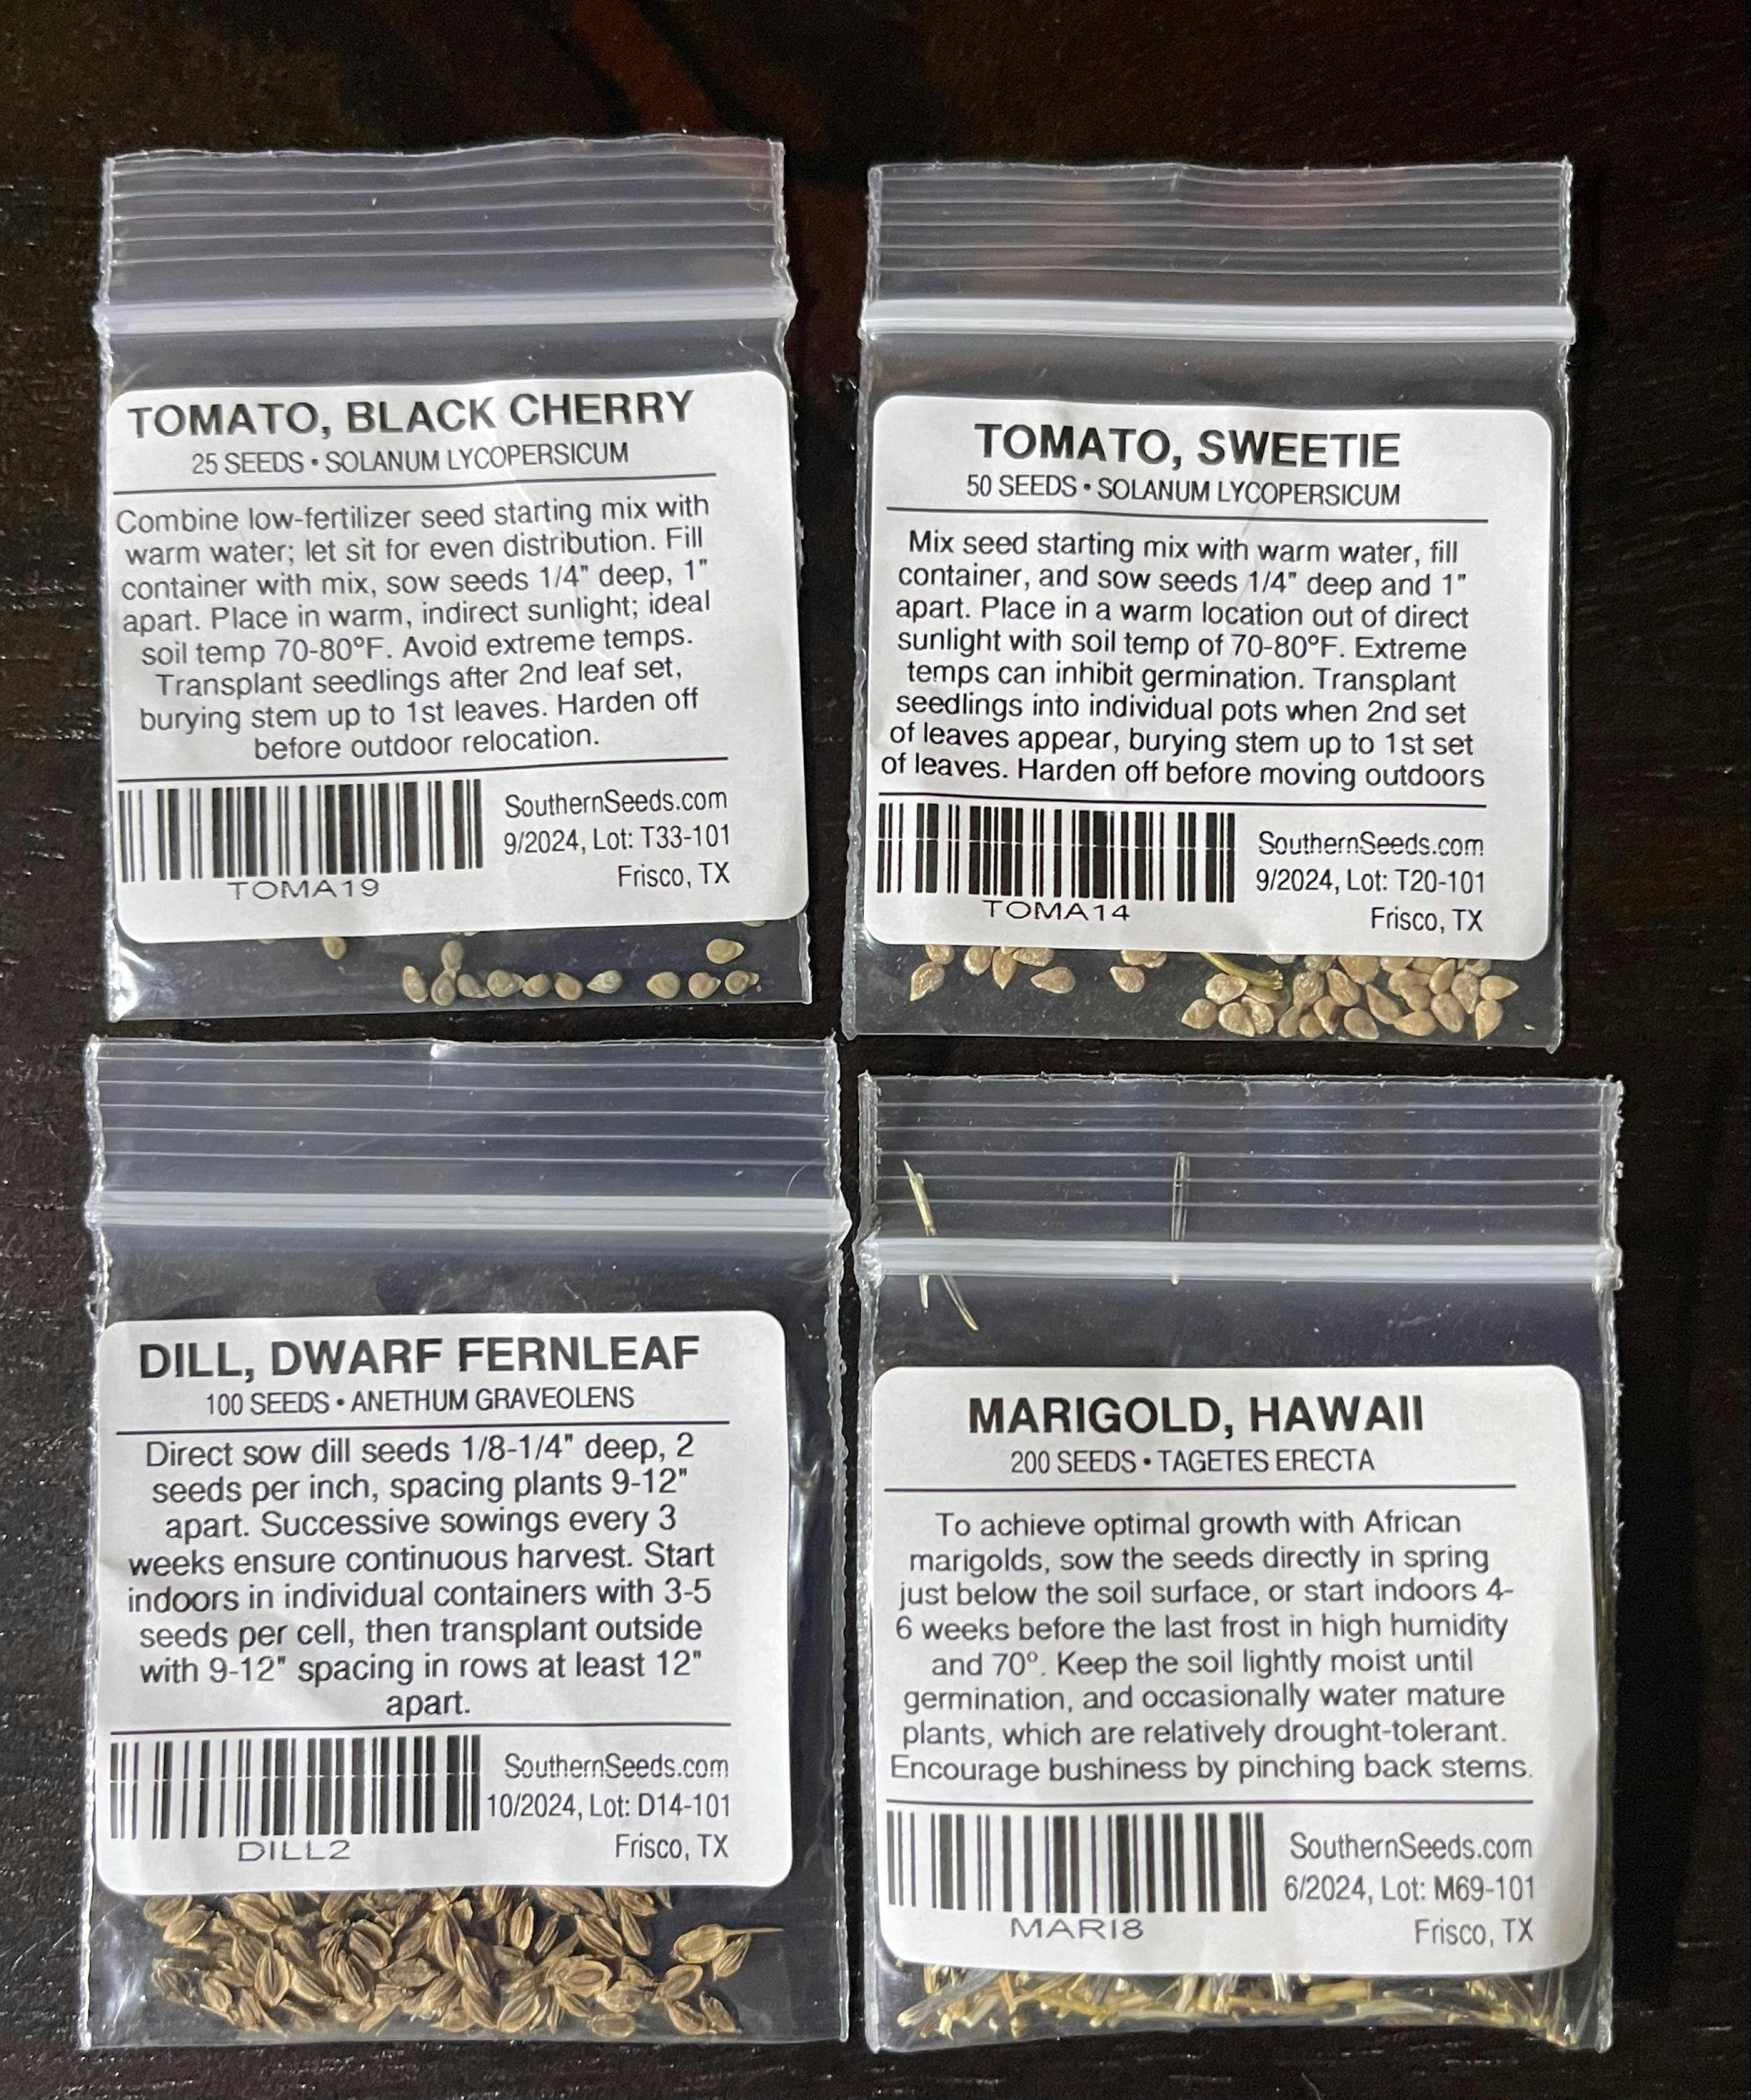 TOMATO, BLACK CHERRY
25 SEEDS • SOLANUM LYCOPERSICUM
Combine low-fertilizer seed starting mix with
warm water; let sit for even distribution. Fill
container with mix, sow seeds 1/4" deep, 1"
apart. Place in warm, indirect sunlight; ideal
soil temp 70-80ºF. Avoid extreme temps.
Transplant seedlings after 2nd leaf set,
burying stem up to 1st leaves. Harden off
before outdoor relocation.
SouthernSeeds.com
9/2024, Lot: T33-101
Frisco, TX
TOMA19
TOMATO, SWEETIE
50 SEEDS • SOLANUM LYCOPERSICUM
Mix seed starting mix with warm water, fill
container, and sow seeds 1/4" deep and 1"
apart. Place in a warm location out of direct
sunlight with soil temp of 70-80ºF. Extreme
temps can inhibit germination. Transplant
seedlings into individual pots when 2nd set
of leaves appear, burying stem up to 1st set
of leaves. Harden off before moving outdoors
SouthernSeeds.com
9/2024, Lot: T20-101
Frisco, TX
TOMA14
DILL, DWARF FERNLEAF
100 SEEDS • ANETHUM GRAVEOLENS
Direct sow dill seeds 1/8-1/4" deep, 2
seeds per inch, spacing plants 9-12"
apart. Successive sowings every 3
weeks ensure continuous harvest. Start
indoors in individual containers with 3-5
seeds per cell, then transplant outside
with 9-12" spacing in rows at least 12"
apart.
SouthernSeeds.com
10/2024, Lot: D14-101
Frisco, TX
DILL2
MARIGOLD, HAWAII
200 SEEDS • TAGETES ERECTA
To achieve optimal growth with African
marigolds, sow the seeds directly in spring
just below the soil surface, or start indoors 4-
6 weeks before the last frost in high humidity
and 70º. Keep the soil lightly moist until
germination, and occasionally water mature
plants, which are relatively drought-tolerant.
Encourage bushiness by pinching back stems.
SouthernSeeds.com
6/2024, Lot: M69-101
Frisco, TX
MARI8